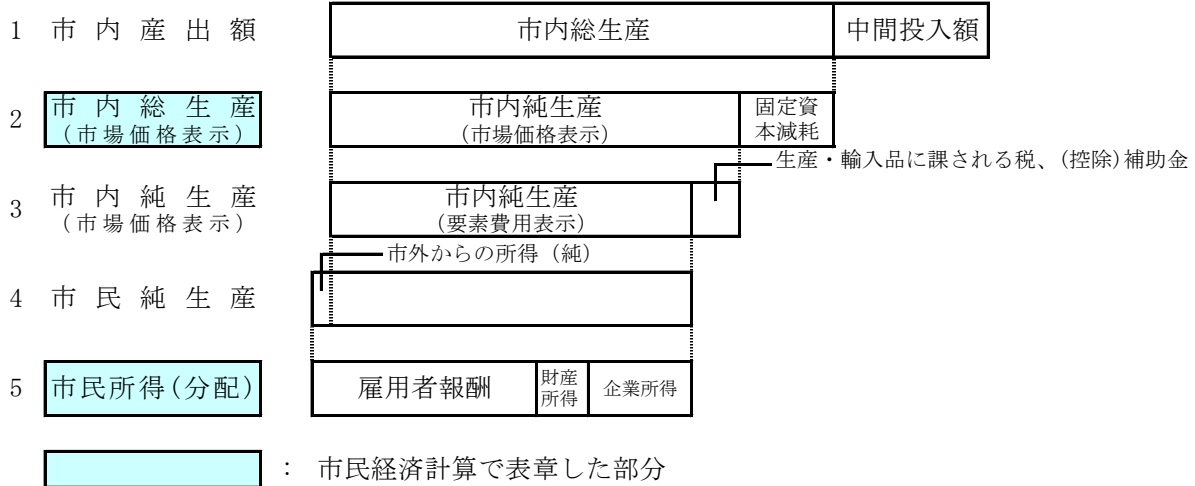 1 市内産出額 市内総生産 中間投入額
2 市内総生産 市内純生産 固定資
(市場価格表示) (市場価格表示) 本減耗
生産・輸入品に課される税、(控除)補助金
3 市内純生産 市内純生産
(市場価格表示) (要素費用表示)
市外からの所得（純）
4 市民純生産
5 市民所得(分配) 雇用者報酬 財産
所得 企業所得
： 市民経済計算で表章した部分